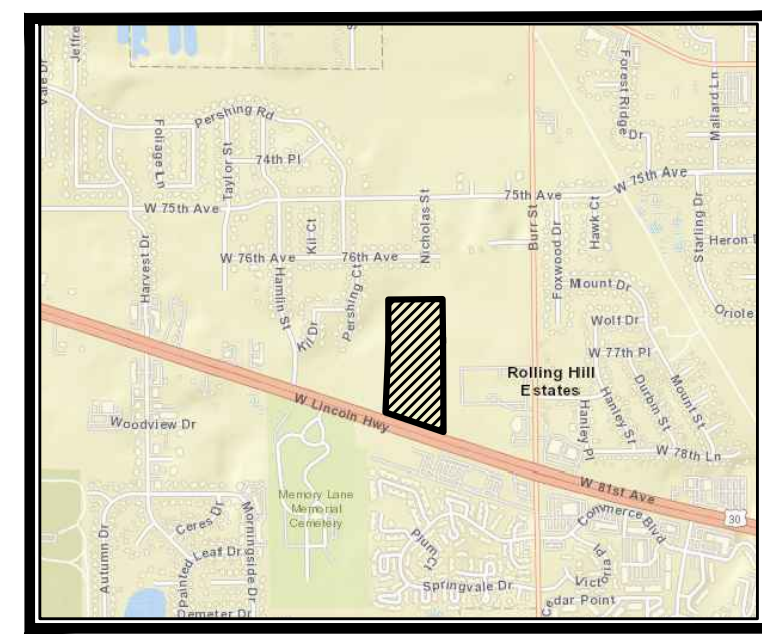 Jeffre
Vale Dr
Forest Ridge
Dr
Mallard Ln
Pershing Rd
Foliage Ln
Taylor St
74th Pl
W 75th Ave
75th Ave
W 75th Ave
Nicholas St
Burr St
Foxwood Dr
Hawk Ct
Starling Dr
Heron
Kil Ct
W 76th Ave
76th Ave
Harvest Dr
Hamlin St
Pershing Ct
Kil Dr
Mount Dr
Oriole
Wolf Dr
W 77th Pl
Rolling Hill
Estates
Durbin St
Mount St
Hanley St
Hanley Pl
W 78th Ln
W Lincoln Hwy
Woodview Dr
W 81st Ave
30
Commerce Blvd
Memory Lane
Memorial
Cemetery
Ceres Dr
Morningside Dr
Autumn Dr
Painted Leaf Dr
Plum Ct
Springvale Dr
Victoria Pl
Cedar Point
Demeter Dr